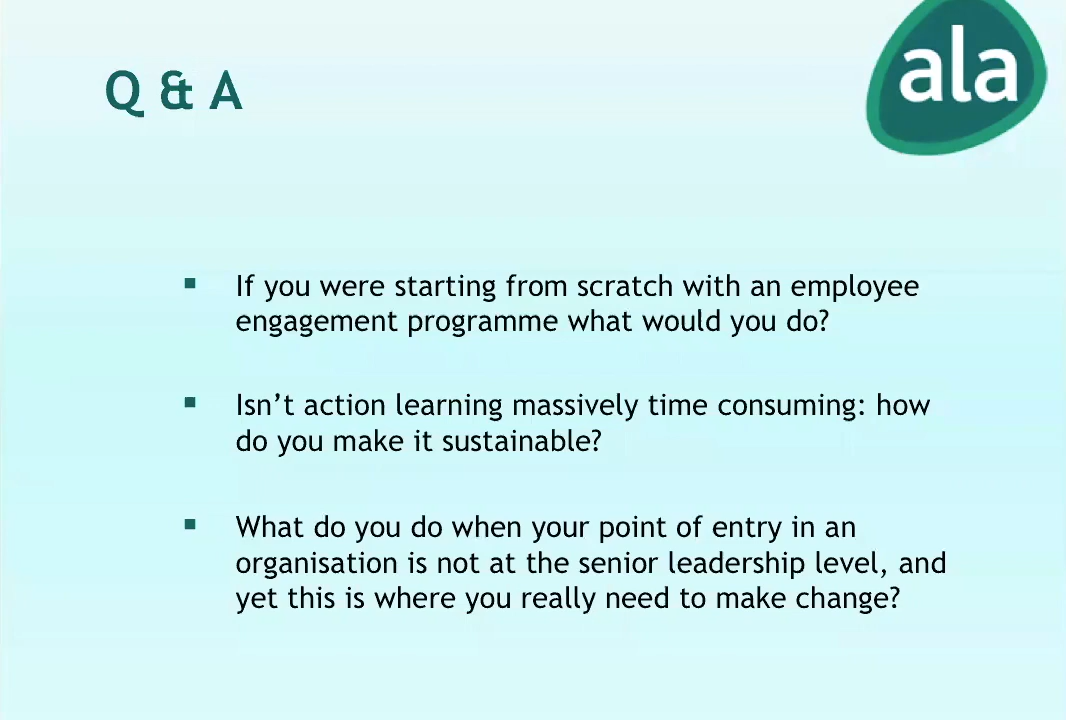 ala
Q & A
If you were starting from scratch with an employee
engagement programme what would you do?
Isn't action learning massively time consuming: how
do you make it sustainable?
What do you do when your point of entry in an
organisation is not at the senior leadership level, and
yet this is where you really need to make change?